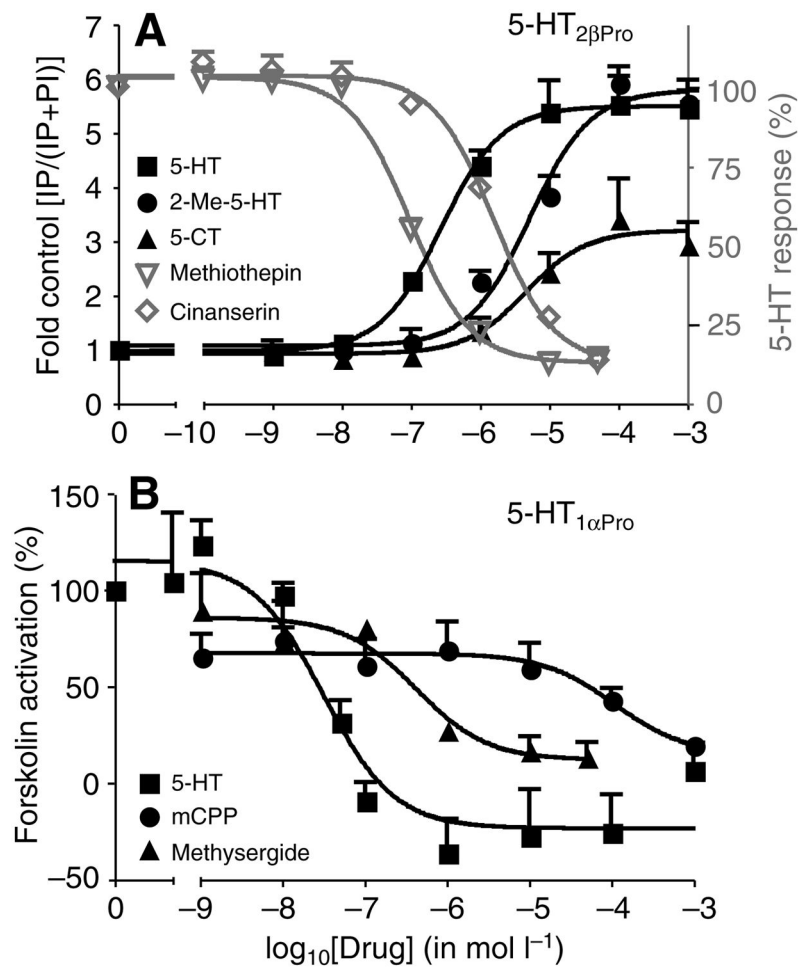 A
5-HT2βPro
7
6
5
4
3
2
1
0
Fold control [IP/(IP+PI)]
5-HT
2-Me-5-HT
5-CT
Methiothepin
Cinanserin
100
75
50
25
0
5-HT response (%)
0 –10 –9 –8 –7 –6 –5 –4 –3
B
5-HT1αPro
150
100
50
0
–50
Forskolin activation (%)
5-HT
mCPP
Methysergide
0 –9 –8 –7 –6 –5 –4 –3
log10[Drug] (in mol l–1)